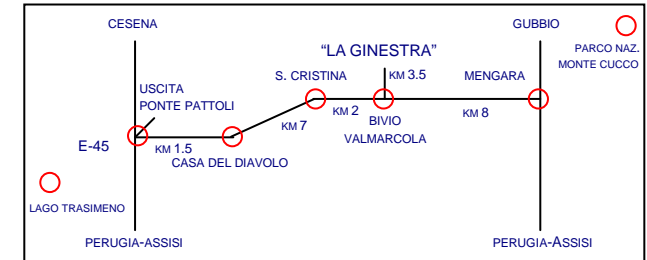 CESENA
GUBBIO
"LA GINESTRA"
PARCO NAZ.
MONTE CUCCO
S. CRISTINA
KM 3.5
MENGARA
USCITA
PONTE PATTOLI
KM 2
KM 8
BIVIO
VALMARCOLA
KM 7
E-45
KM 1.5
CASA DEL DIAVOLO
LAGO TRASIMENO
PERUGIA-ASSISI
PERUGIA-ASSISI